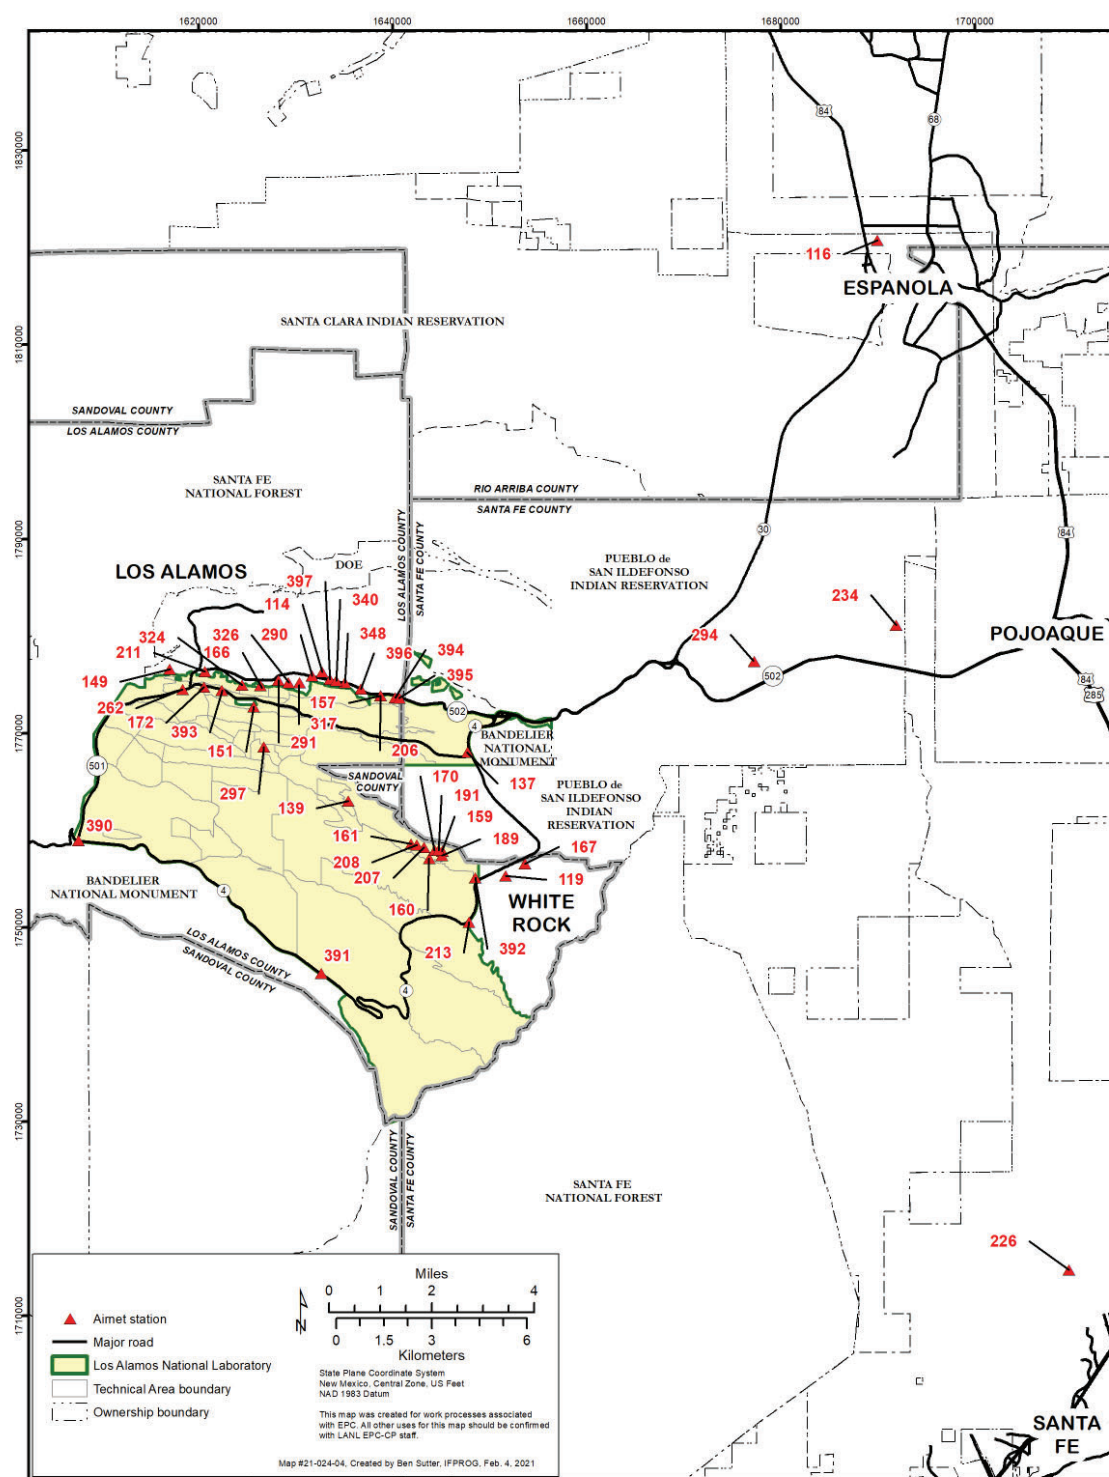 1620000
1640000
1660000
1680000
1700000
1830000
84
68
116
ESPANOLA
SANTA CLARA INDIAN RESERVATION
1810000
SANDOVAL COUNTY
LOS ALAMOS COUNTY
SANTA FE
NATIONAL FOREST
RIO ARRIBA COUNTY
SANTA FE COUNTY
1790000
30
84
LOS ALAMOS COUNTY
SANTA FE COUNTY
DOE
PUEBLO de
SAN ILDEFONSO
INDIAN RESERVATION
LOS ALAMOS
397
114
340
234
324
326
290
348
394
POJOAQUE
211
166
396
294
149
395
502
84
285
262
157
502
172
393
317
4
1770000
151
291
206
BANDELIER
NATIONAL
MONUMENT
501
297
SANDOVAL
COUNTY
170
137
139
191
PUEBLO de
SAN ILDEFONSO
INDIAN
RESERVATION
390
161
159
208
189
167
207
119
BANDELIER
NATIONAL MONUMENT
4
160
WHITE
ROCK
1750000
LOS ALAMOS COUNTY
SANDOVAL COUNTY
391
213
392
4
1730000
SANDOVAL COUNTY
SANTA FE COUNTY
SANTA FE
NATIONAL FOREST
226
1710000
Miles
0 1 2 4
0 1.5 3 6
Kilometers
N
Aimet station
Major road
Los Alamos National Laboratory
Technical Area boundary
Ownership boundary
State Plane Coordinate System
New Mexico, Central Zone, US Feet
NAD 1983 Datum
This map was created for work processes associated
with EPC. All other uses for this map should be confirmed
with LANL EPC-CP staff.
Map #21-024-04, Created by Ben Sutter, IFPROG, Feb. 4, 2021
SANTA
FE